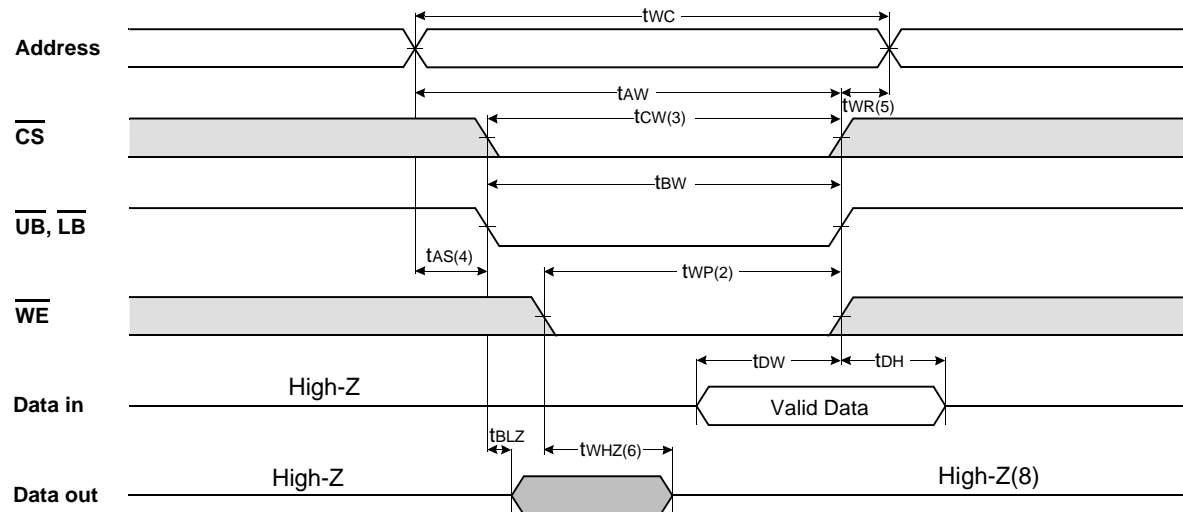 tWC
Address
tAW
tWR(5)
tCW(3)
CS
tBW
UB, LB
tAS(4)
tWP(2)
WE
tDW
tDH
High-Z
Data in
Valid Data
tBLZ
tWHZ(6)
High-Z
High-Z(8)
Data out